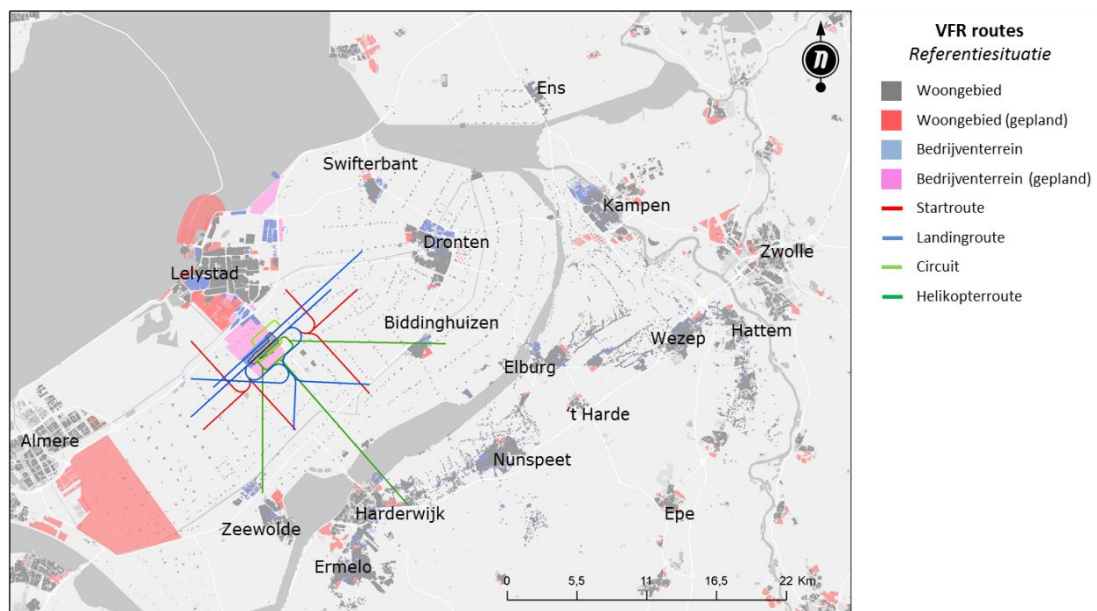 VFR routes
Referentiesituatie
Woongebied
Woongebied (gepland)
Bedrijventerrein
Bedrijventerrein (gepland)
Startroute
Landingroute
Circuit
Helikopterroute
N
Ens
Swifterbant
Kampen
Dronten
Zwolle
Lelystad
Biddinghuizen
Hattem
Wezep
Elburg
't Harde
Almere
Nunspeet
Harderwijk
Epe
Zeewolde
Ermelo
0 5,5 11 16,5 22 Km